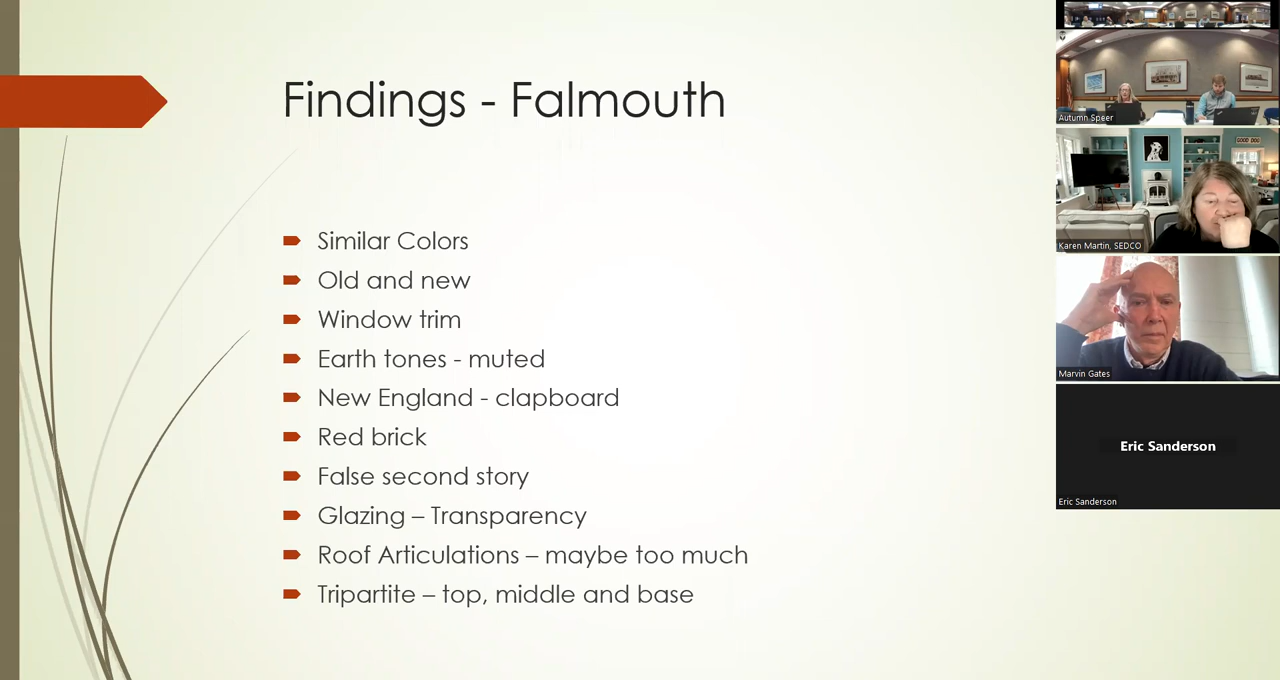 Findings - Falmouth
Similar Colors
Old and new
Window trim
Earth tones - muted
New England - clapboard
Red brick
False second story
Glazing – Transparency
Roof Articulations – maybe too much
Tripartite – top, middle and base
Autumn Speer
GOOD DOG
Karen Martin, SEDCO
Marvin Gates
Eric Sanderson
Eric Sanderson